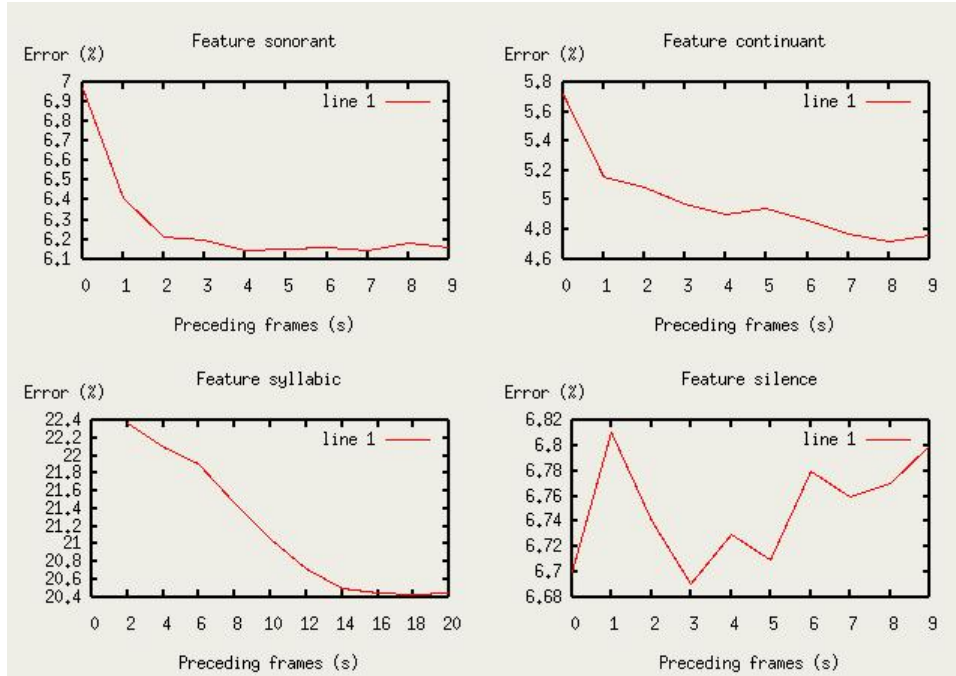 Feature sonorant
Error (%)
7
6.9
6.8
6.7
6.6
6.5
6.4
6.3
6.2
6.1
line 1
0 1 2 3 4 5 6 7 8 9
Preceding frames (s)
Feature continuant
Error (%)
5.8
5.6
5.4
5.2
5
4.8
4.6
line 1
0 1 2 3 4 5 6 7 8 9
Preceding frames (s)
Feature syllabic
Error (%)
22.4
22.2
22
21.8
21.6
21.4
21.2
21
20.8
20.6
20.4
line 1
0 2 4 6 8 10 12 14 16 18 20
Preceding frames (s)
Feature silence
Error (%)
6.82
6.8
6.78
6.76
6.74
6.72
6.7
6.68
line 1
0 1 2 3 4 5 6 7 8 9
Preceding frames (s)